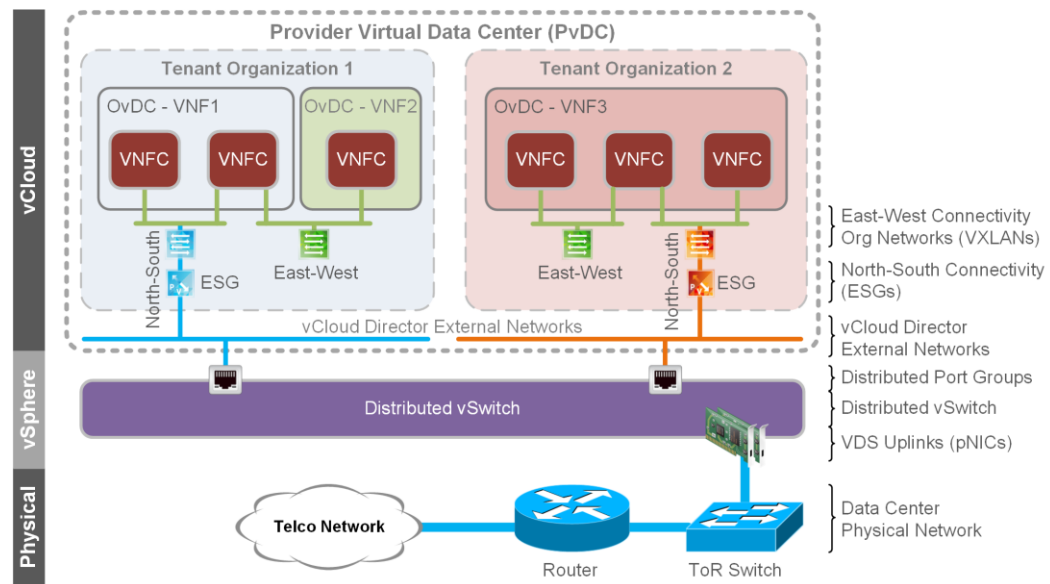 vCloud
vSphere
Physical
Provider Virtual Data Center (PvDC)
Tenant Organization 1
OvDC - VNF1
OvDC - VNF2
VNFC
VNFC
VNFC
North-South
ESG
East-West
Tenant Organization 2
OvDC - VNF3
VNFC
VNFC
VNFC
East-West
North-South
ESG
vCloud Director External Networks
Distributed vSwitch
Telco Network
Router
ToR Switch
East-West Connectivity
Org Networks (VXLANs)
North-South Connectivity
(ESGs)
vCloud Director
External Networks
Distributed Port Groups
Distributed vSwitch
VDS Uplinks (pNICs)
Data Center
Physical Network